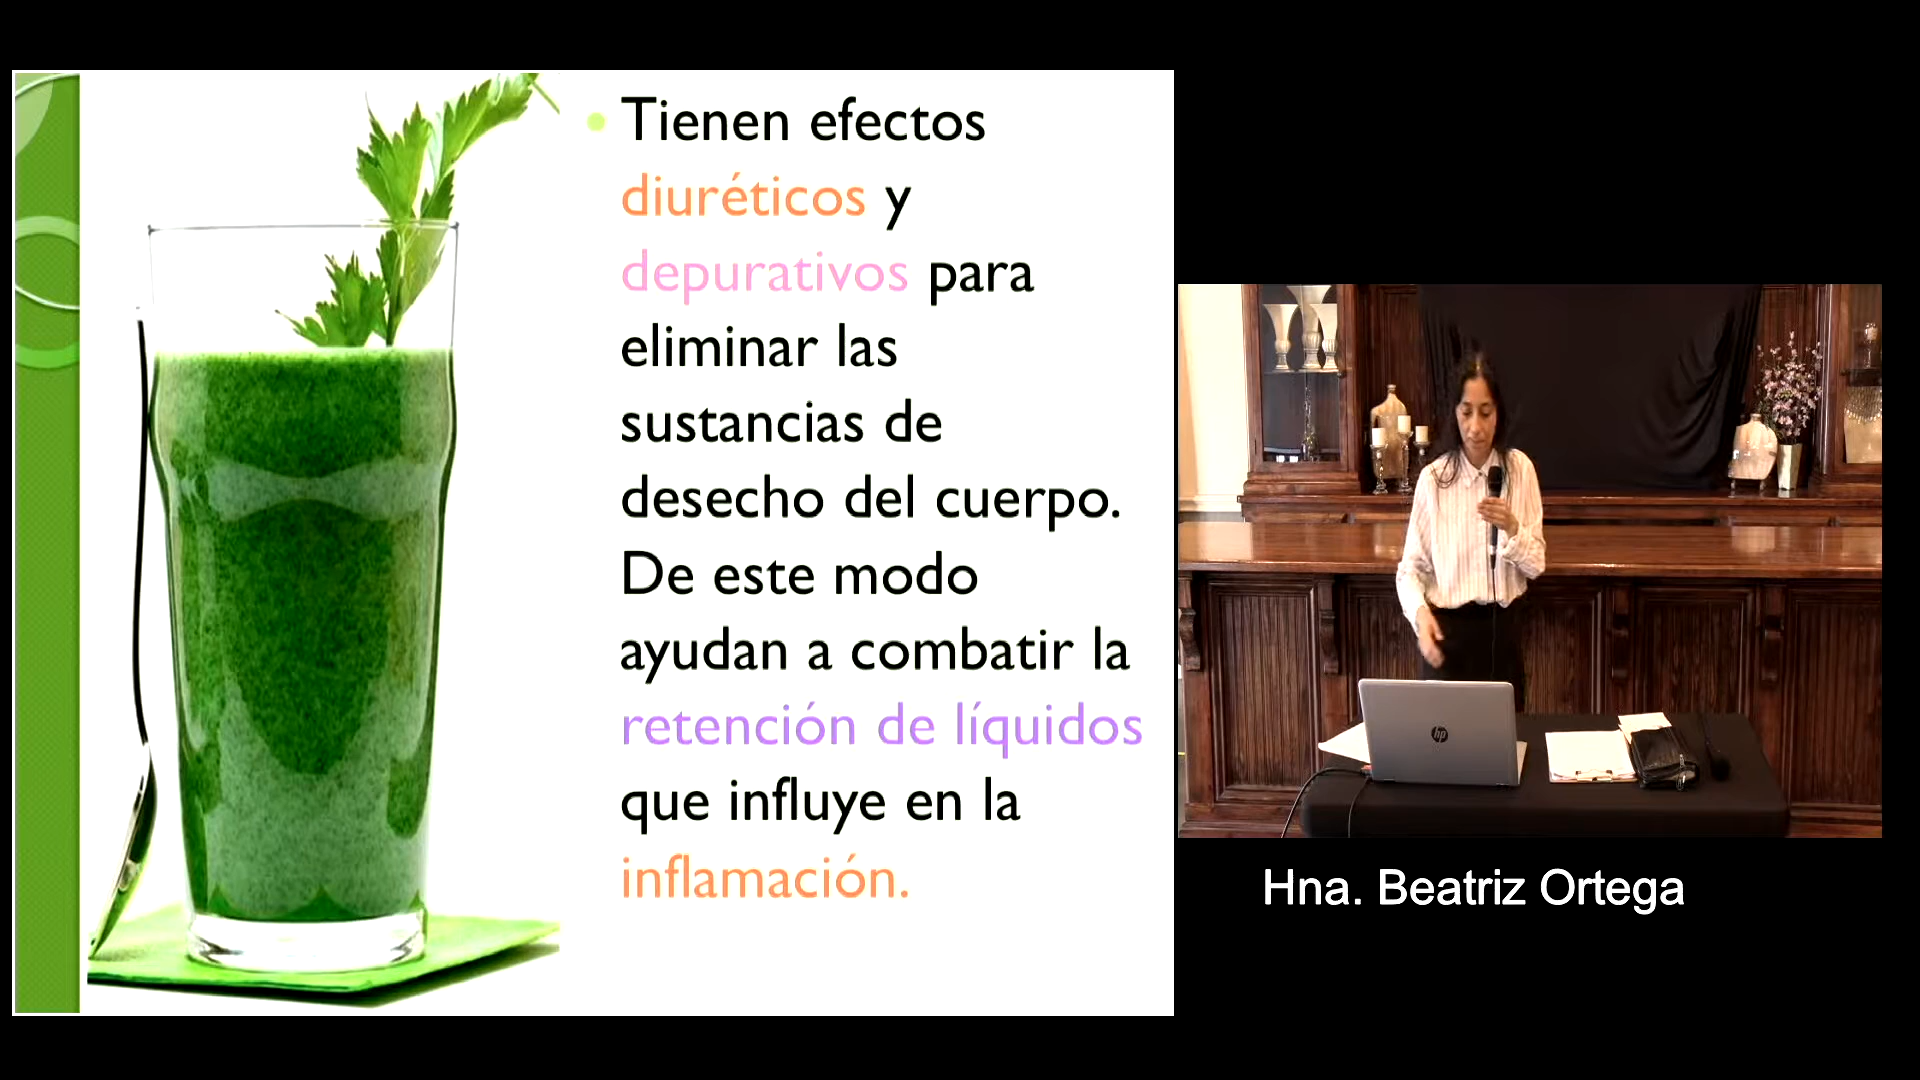 Tienen efectos
diuréticos y
depurativos para
eliminar las
sustancias de
desecho del cuerpo.
De este modo
ayudan a combatir la
retención de líquidos
que influye en la
inflamación.
hp
Hna. Beatriz Ortega